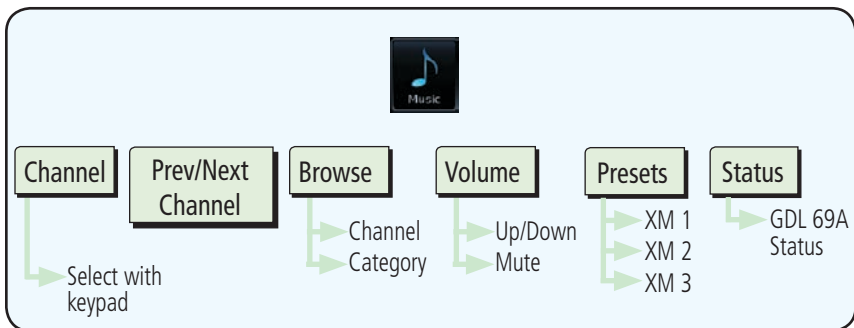 Music
Channel
Select with
keypad
Prev/Next
Channel
Browse
Channel
Category
Volume
Up/Down
Mute
Presets
XM 1
XM 2
XM 3
Status
GDL 69A
Status